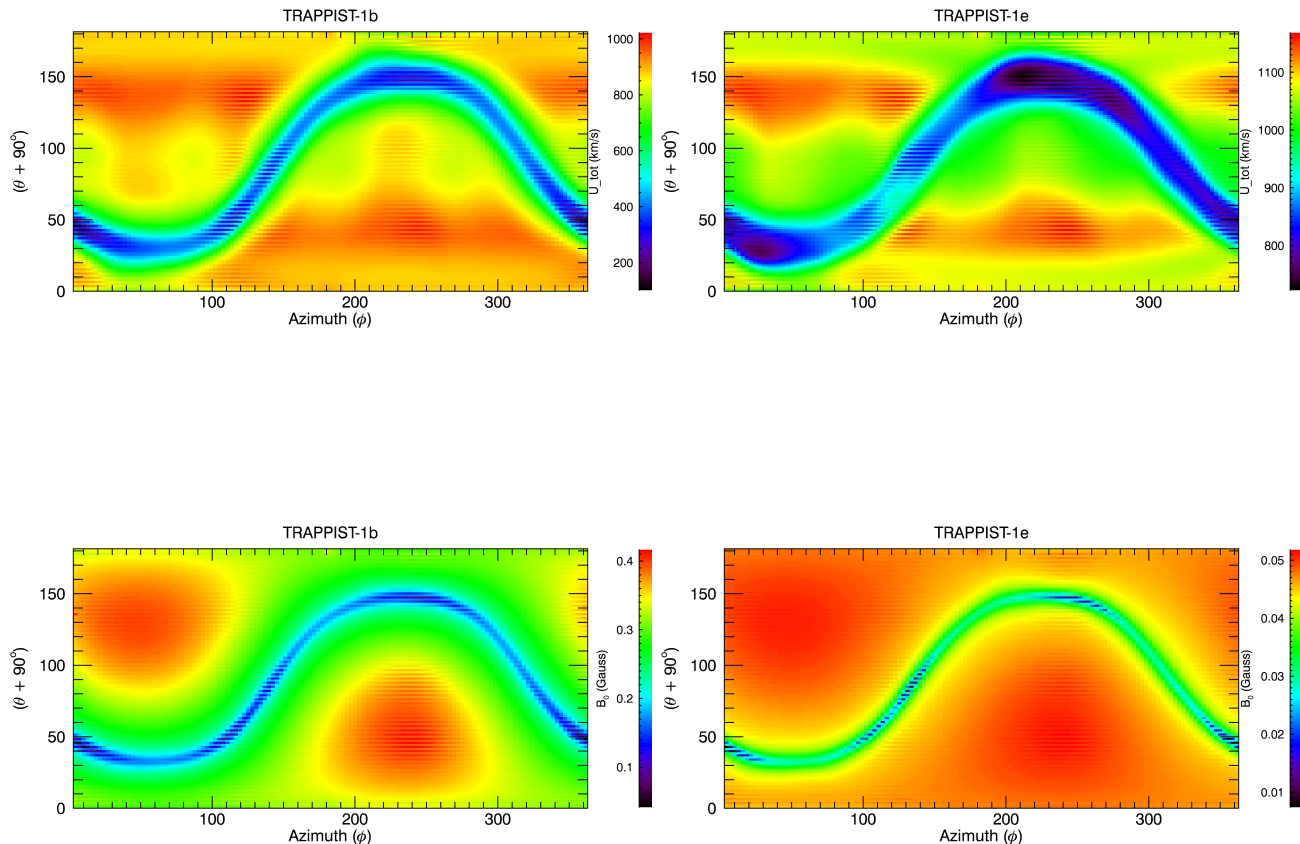 TRAPPIST-1b
(θ + 90°)
150
100
50
0
100
200
300
Azimuth (ϕ)
1000
800
600
400
200
U_tot (km/s)
TRAPPIST-1e
(θ + 90°)
150
100
50
0
100
200
300
Azimuth (ϕ)
1100
1000
900
800
U_tot (km/s)
TRAPPIST-1b
(θ + 90°)
150
100
50
0
100
200
300
Azimuth (ϕ)
0.4
0.3
0.2
0.1
B₀ (Gauss)
TRAPPIST-1e
(θ + 90°)
150
100
50
0
100
200
300
Azimuth (ϕ)
0.05
0.04
0.03
0.02
0.01
B₀ (Gauss)